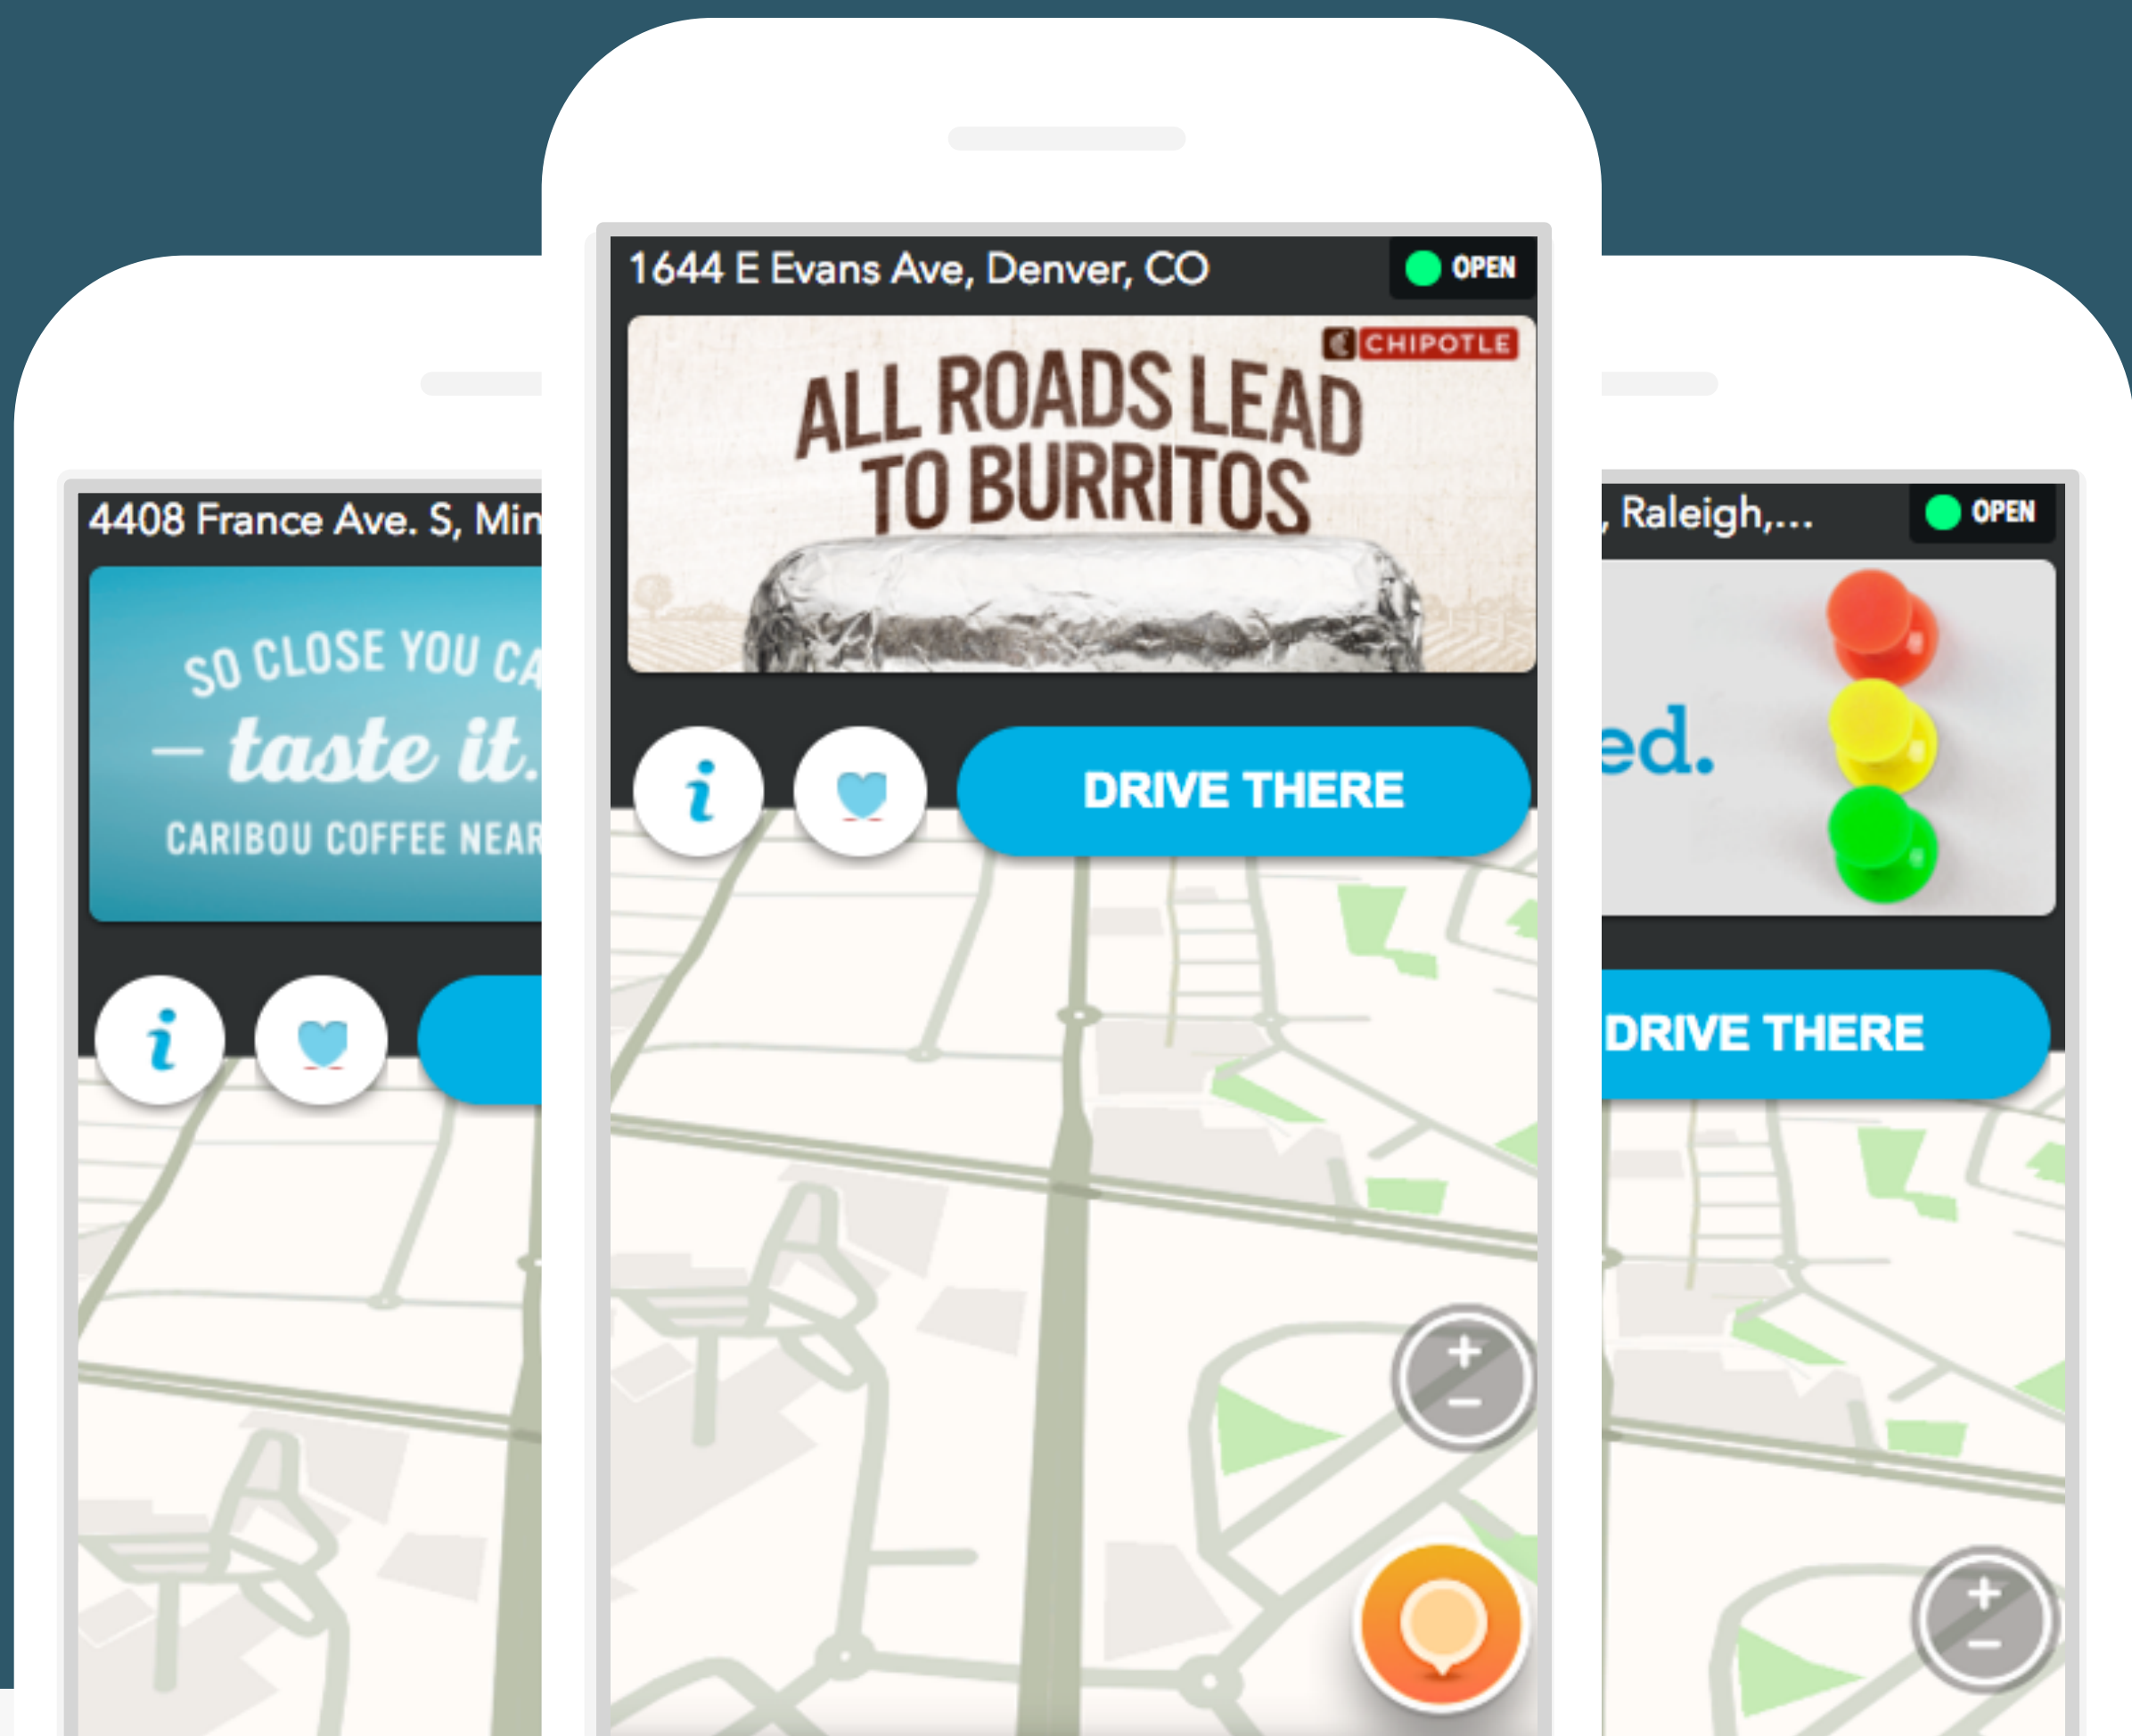 1644 E Evans Ave, Denver, CO
OPEN
CHIPOTLE
ALL ROADS LEAD
TO BURRITOS
DRIVE THERE
4408 France Ave. S, Min
SO CLOSE YOU CA
– taste it.
CARIBOU COFFEE NEAR
, Raleigh,...
OPEN
ed.
DRIVE THERE